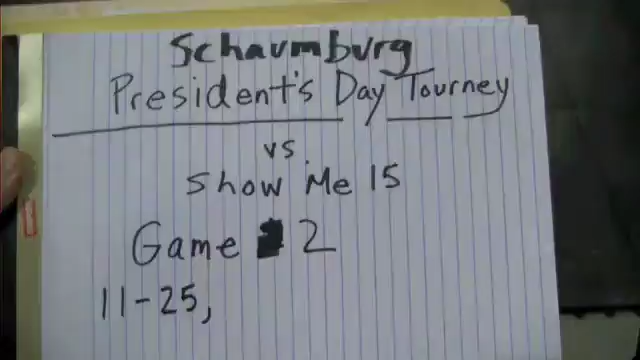 Schaumburg
President's Day Tourney
vs
Show Me 15
Game 2
11-25,